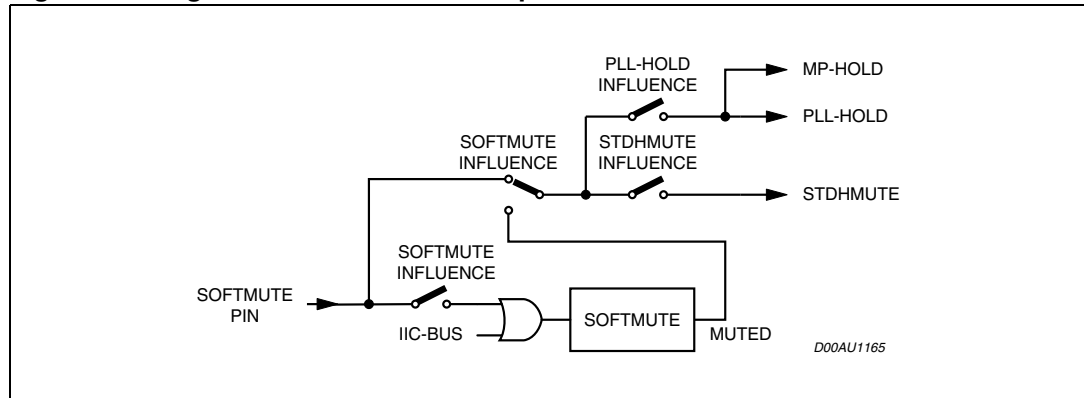 PLL-HOLD
INFLUENCE
MP-HOLD
PLL-HOLD
SOFTMUTE
INFLUENCE
STDHMUTE
INFLUENCE
STDHMUTE
SOFTMUTE
INFLUENCE
SOFTMUTE
PIN
IIC-BUS
SOFTMUTE
MUTED
D00AU1165